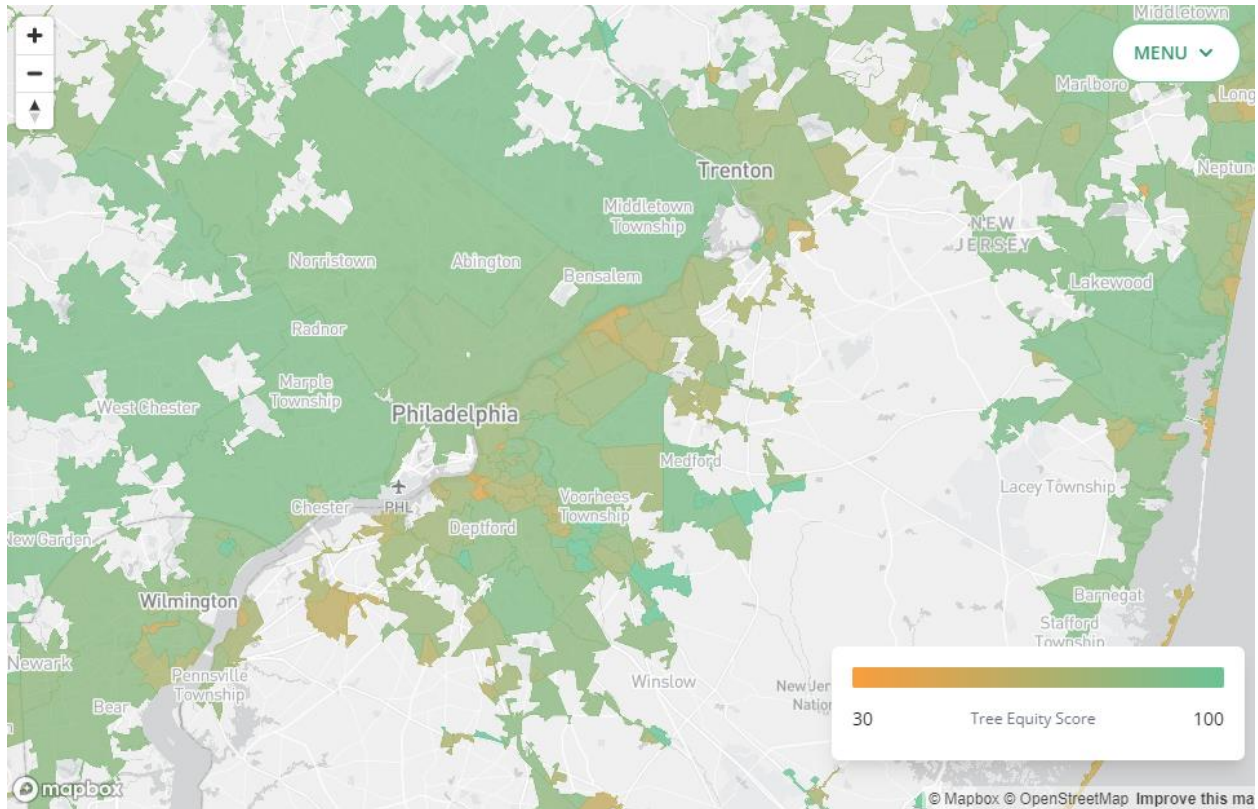 Middletown
+
MENU
−
Marlboro
Long
Trenton
Neptun
Middletown
Township
NEW
JERSEY
Norristown
Abington
Bensalem
Lakewood
Radnor
Marple
Township
West Chester
Philadelphia
Medford
Lacey Township
Chester
PHL
Voorhees
Township
Deptford
New Garden
Wilmington
Barnegat
Stafford
Township
Newark
Pennsville
Township
Winslow
New Jer
Natio
Bear
30 Tree Equity Score 100
mapbox
© Mapbox © OpenStreetMap Improve this ma